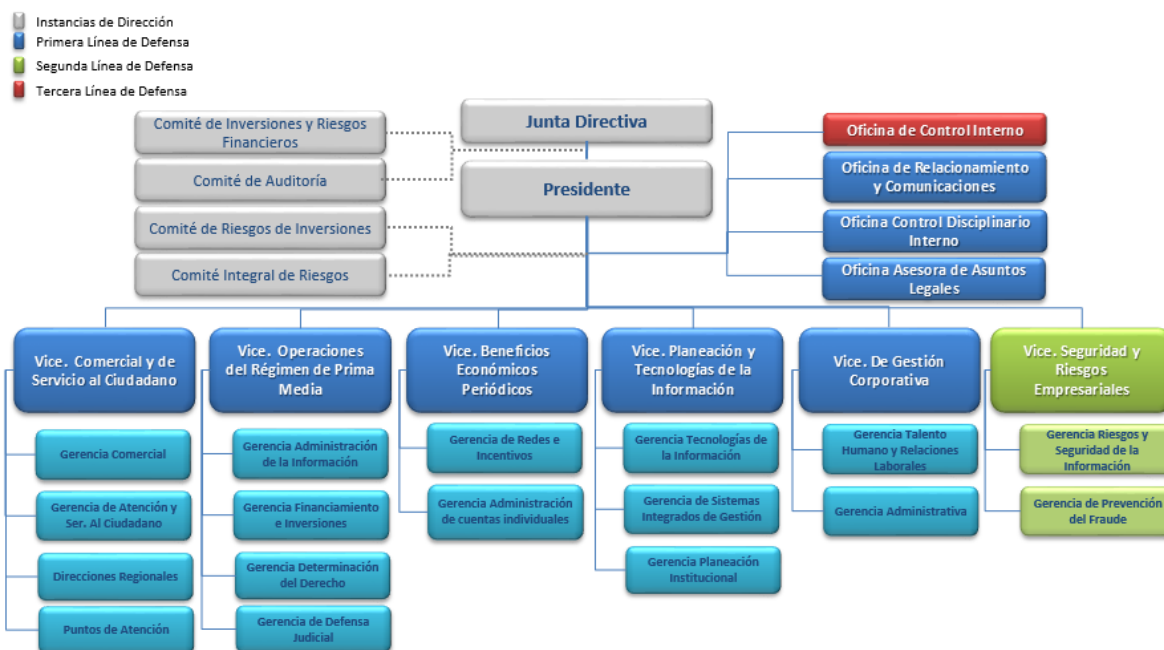 Instancias de Dirección
Primera Línea de Defensa
Segunda Línea de Defensa
Tercera Línea de Defensa
Junta Directiva
Presidente
Comité de Inversiones y Riesgos
Financieros
Comité de Auditoría
Comité de Riesgos de Inversiones
Comité Integral de Riesgos
Oficina de Control Interno
Oficina de Relacionamiento
y Comunicaciones
Oficina Control Disciplinario
Interno
Oficina Asesora de Asuntos
Legales
Vice. Comercial y de
Servicio al Ciudadano
Gerencia Comercial
Gerencia de Atención y
Ser. Al Ciudadano
Direcciones Regionales
Puntos de Atención
Vice. Operaciones
del Régimen de Prima
Media
Gerencia Administración
de la Información
Gerencia Financiamiento
e Inversiones
Gerencia Determinación
del Derecho
Gerencia de Defensa
Judicial
Vice. Beneficios
Económicos
Periódicos
Gerencia de Redes e
Incentivos
Gerencia Administración
de cuentas individuales
Vice. Planeación y
Tecnologías de la
Información
Gerencia Tecnologías de
la Información
Gerencia de Sistemas
Integrados de Gestión
Gerencia Planeación
Institucional
Vice. De Gestión
Corporativa
Gerencia Talento
Humano y Relaciones
Laborales
Gerencia Administrativa
Vice. Seguridad y
Riesgos
Empresariales
Gerencia Riesgos y
Seguridad de la
Información
Gerencia de Prevención
del Fraude